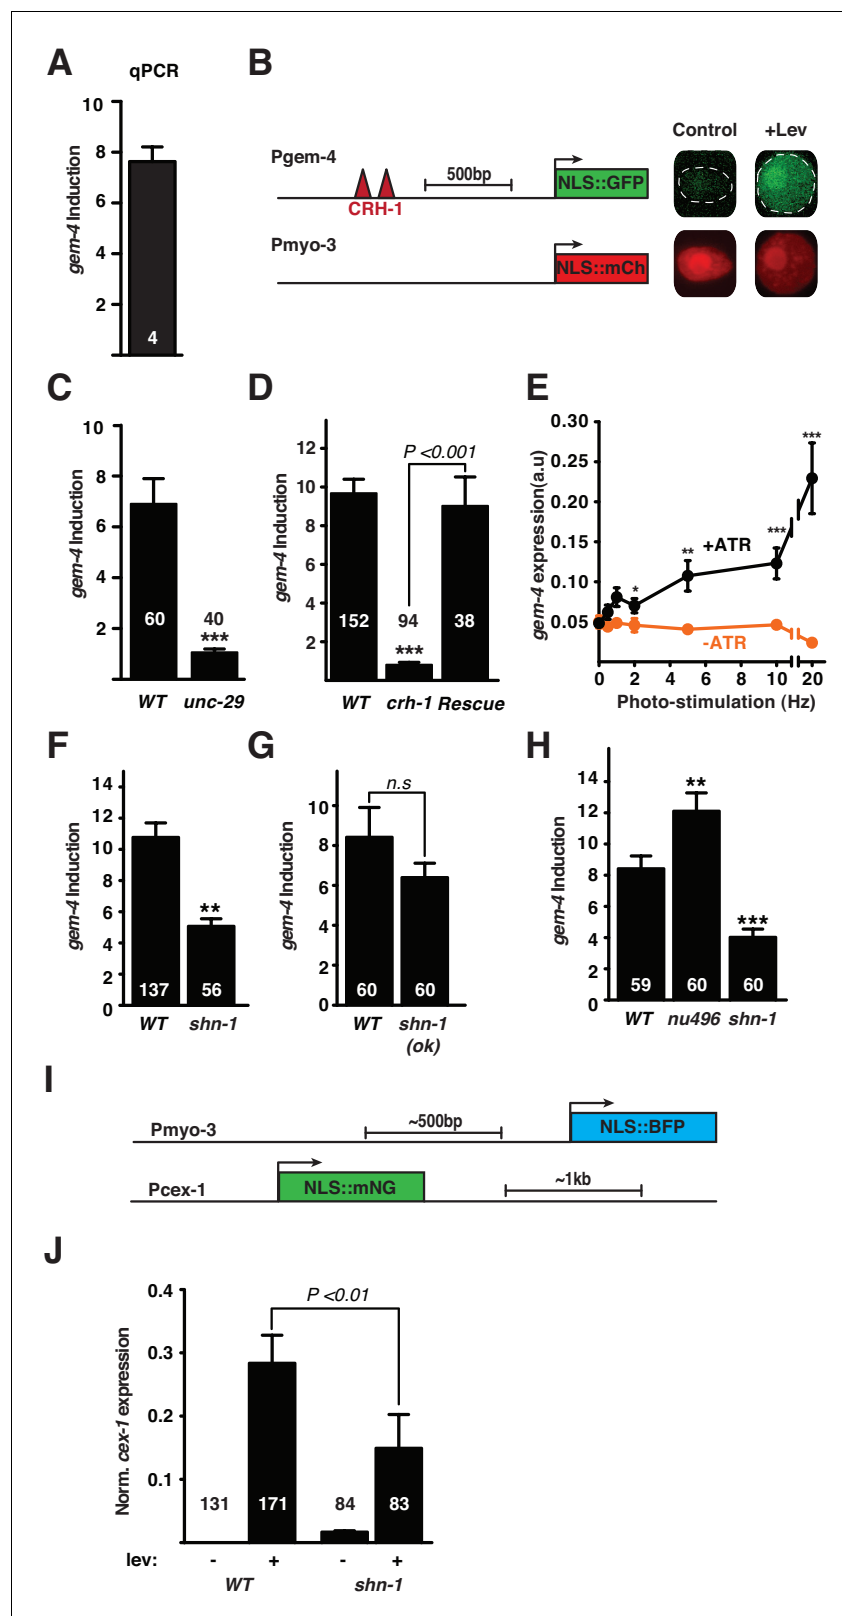 A
qPCR
gem-4 Induction
10
8
6
4
2
4
B
Control
+Lev
Pgem-4
500bp
NLS::GFP
CRH-1
Pmyo-3
NLS::mCh
C
gem-4 Induction
10
8
6
4
2
60
40
***
WT
unc-29
D
gem-4 Induction
12
10
8
6
4
2
P <0.001
152
94
***
38
WT
crh-1
Rescue
E
gem-4 expression(a.u)
0.30
0.25
0.20
0.15
0.10
0.05
***
***
**
*
+ATR
-ATR
0 2 4 6 8 10 20
Photo-stimulation (Hz)
F
gem-4 Induction
14
12
10
8
6
4
2
0
**
137
56
WT
shn-1
G
gem-4 Induction
10
8
6
4
2
0
n.s
60
60
WT
shn-1
(ok)
H
gem-4 Induction
14
12
10
8
6
4
2
0
**
***
59
60
60
WT
nu496
shn-1
I
Pmyo-3
~500bp
NLS::BFP
Pcex-1
NLS::mNG
~1kb
J
Norm. cex-1 expression
0.4
0.3
0.2
0.1
P <0.01
131
171
84
83
lev: - + - +
WT
shn-1